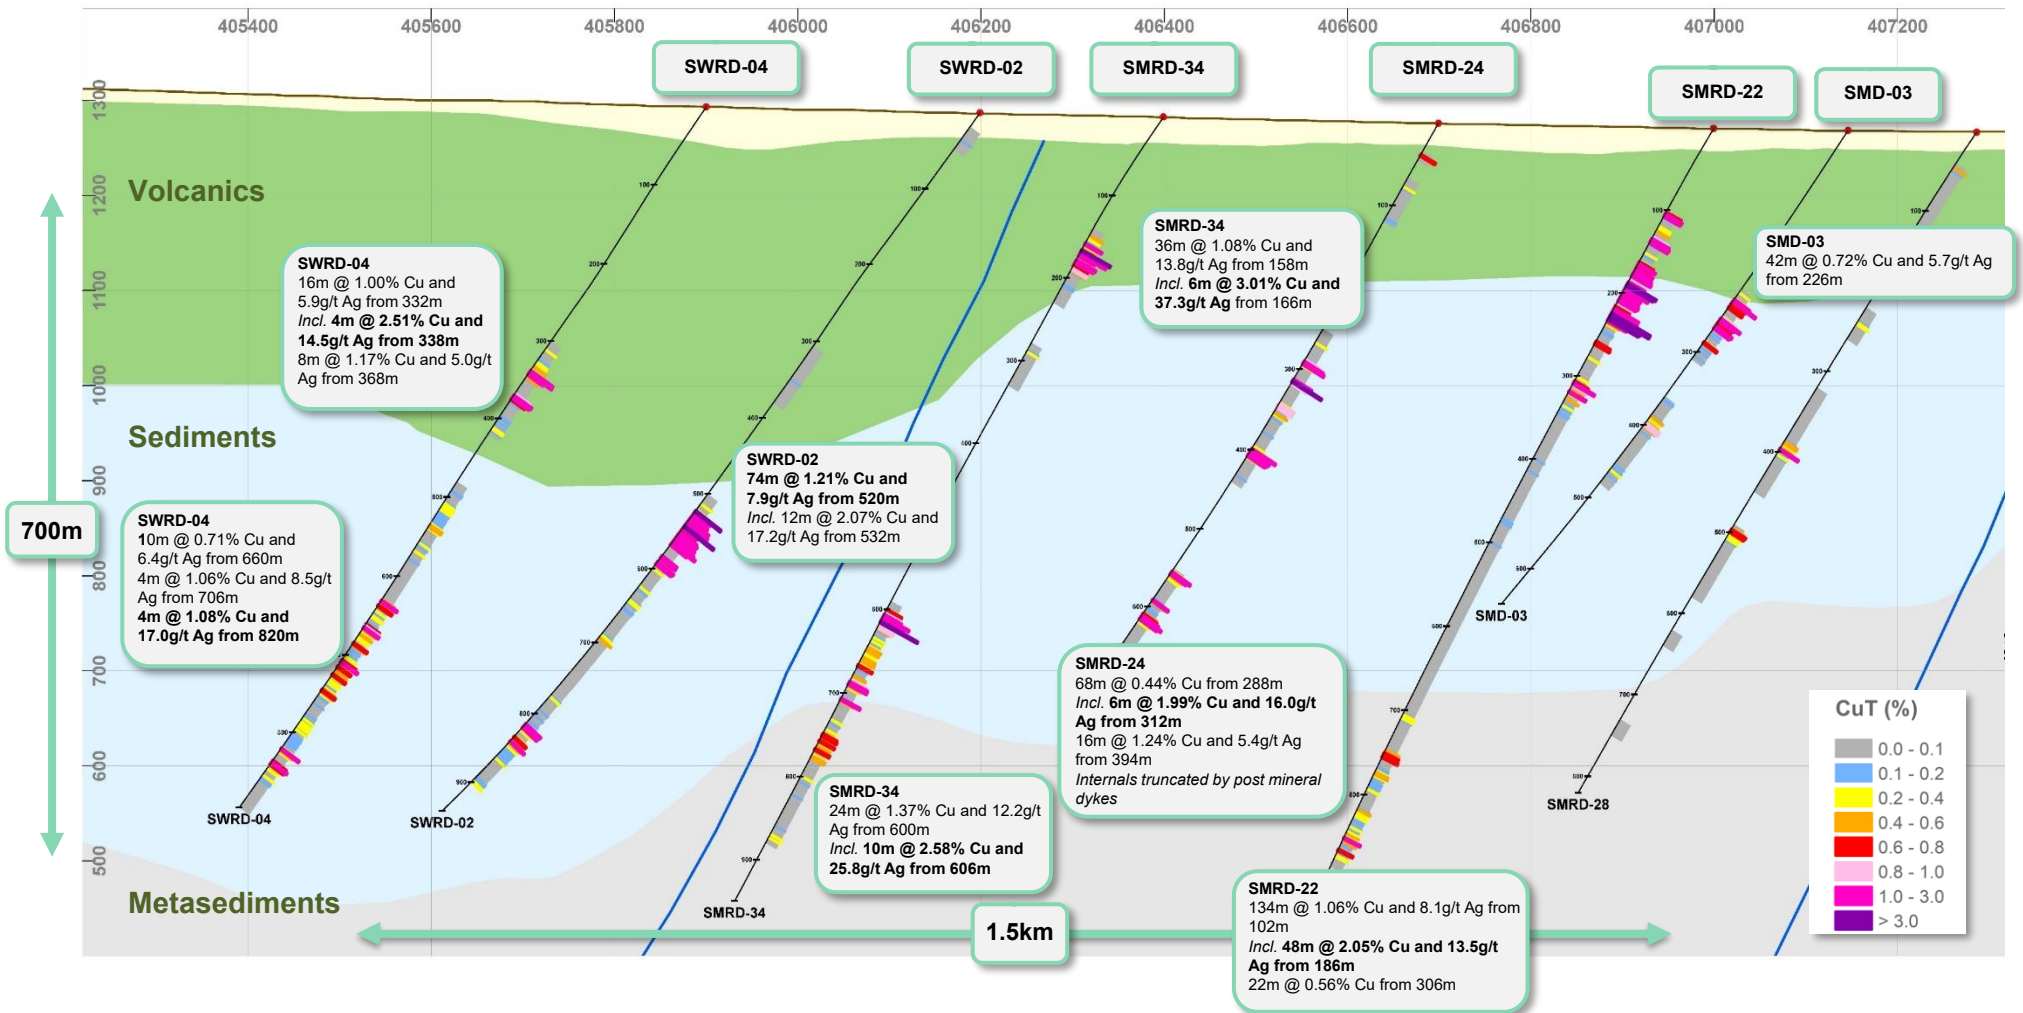 405400 405600 405800 406000 406200 406400 406600 406800 407000 407200
SWRD-04
SWRD-02
SMRD-34
SMRD-24
SMRD-22
SMD-03
1300
1200
1100
1000
900
800
700
600
500
Volcanics
Sediments
Metasediments
700m
1.5km
SWRD-04
16m @ 1.00% Cu and
5.9g/t Ag from 332m
Incl. 4m @ 2.51% Cu and
14.5g/t Ag from 338m
8m @ 1.17% Cu and 5.0g/t
Ag from 368m
SMRD-34
36m @ 1.08% Cu and
13.8g/t Ag from 158m
Incl. 6m @ 3.01% Cu and
37.3g/t Ag from 166m
SMD-03
42m @ 0.72% Cu and 5.7g/t Ag
from 226m
SWRD-04
10m @ 0.71% Cu and
6.4g/t Ag from 660m
4m @ 1.06% Cu and 8.5g/t
Ag from 706m
4m @ 1.08% Cu and
17.0g/t Ag from 820m
SWRD-02
74m @ 1.21% Cu and
7.9g/t Ag from 520m
Incl. 12m @ 2.07% Cu and
17.2g/t Ag from 532m
SMRD-24
68m @ 0.44% Cu from 288m
Incl. 6m @ 1.99% Cu and 16.0g/t
Ag from 312m
16m @ 1.24% Cu and 5.4g/t Ag
from 394m
Internals truncated by post mineral
dykes
SMRD-34
24m @ 1.37% Cu and 12.2g/t
Ag from 600m
Incl. 10m @ 2.58% Cu and
25.8g/t Ag from 606m
SMRD-22
134m @ 1.06% Cu and 8.1g/t Ag from
102m
Incl. 48m @ 2.05% Cu and 13.5g/t
Ag from 186m
22m @ 0.56% Cu from 306m
SWRD-04
SWRD-02
SMRD-34
SMD-03
SMRD-28
CuT (%)
0.0 - 0.1
0.1 - 0.2
0.2 - 0.4
0.4 - 0.6
0.6 - 0.8
0.8 - 1.0
1.0 - 3.0
> 3.0